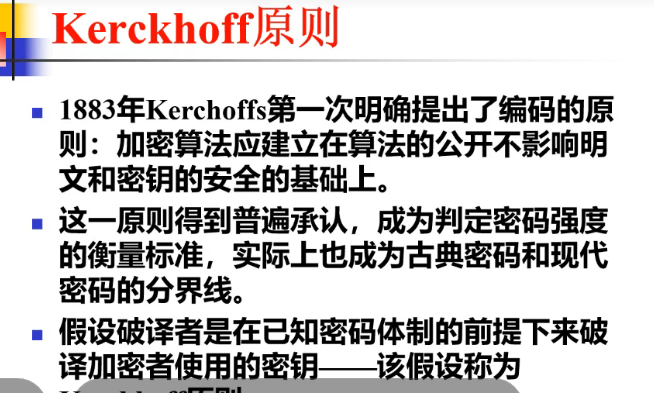 Kerckhoff原则
1883年Kerchoffs第一次明确提出了编码的原
则：加密算法应建立在算法的公开不影响明
文和密钥的安全的基础上。
这一原则得到普遍承认，成为判定密码强度
的衡量标准，实际上也成为古典密码和现代
密码的分界线。
假设破译者是在已知密码体制的前提下来破
译加密者使用的密钥——该假设称为